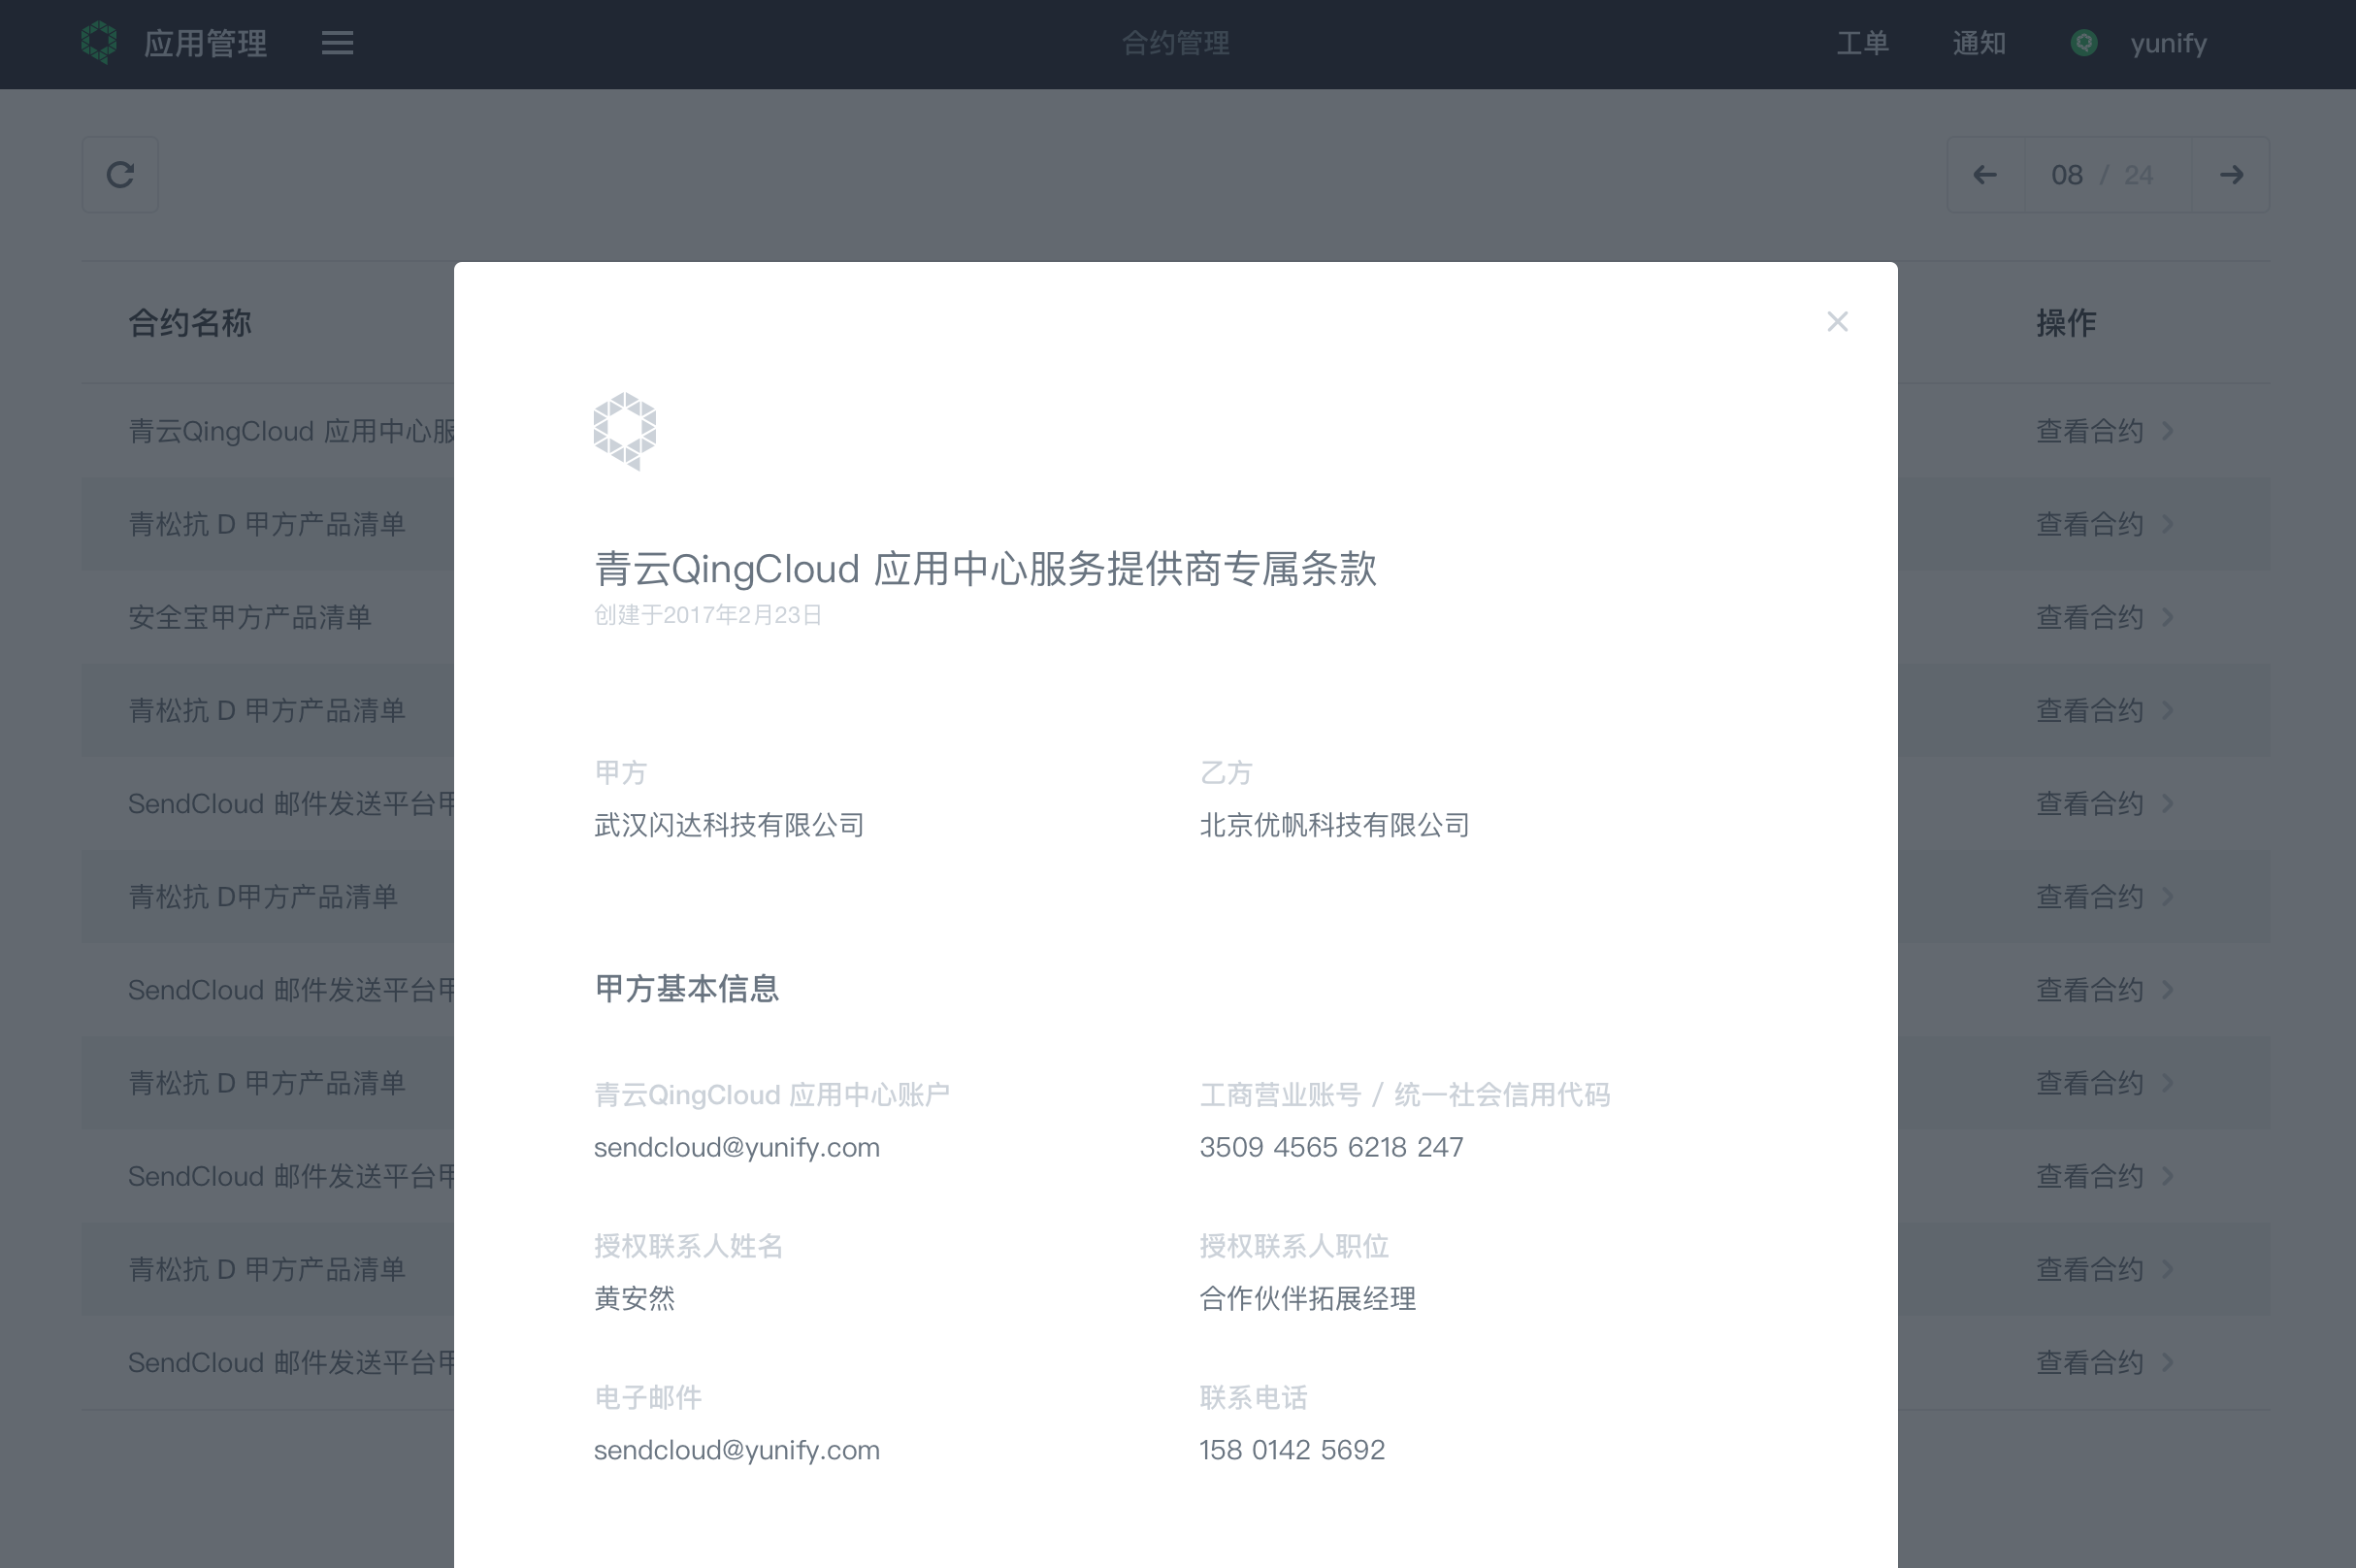 应用管理
合约管理
工单
通知
yunify
08 / 24
合约名称
操作
青云QingCloud 应用中心服
查看合约
青松抗 D 甲方产品清单
查看合约
安全宝甲方产品清单
查看合约
青松抗 D 甲方产品清单
查看合约
SendCloud 邮件发送平台甲
查看合约
青松抗 D甲方产品清单
查看合约
SendCloud 邮件发送平台甲
查看合约
青松抗 D 甲方产品清单
查看合约
SendCloud 邮件发送平台甲
查看合约
青松抗 D 甲方产品清单
查看合约
SendCloud 邮件发送平台甲
查看合约
青云QingCloud 应用中心服务提供商专属条款
创建于2017年2月23日
甲方
武汉闪达科技有限公司
乙方
北京优帆科技有限公司
甲方基本信息
青云QingCloud 应用中心账户
sendcloud@yunify.com
工商营业账号 / 统一社会信用代码
3509 4565 6218 247
授权联系人姓名
黄安然
授权联系人职位
合作伙伴拓展经理
电子邮件
sendcloud@yunify.com
联系电话
158 0142 5692